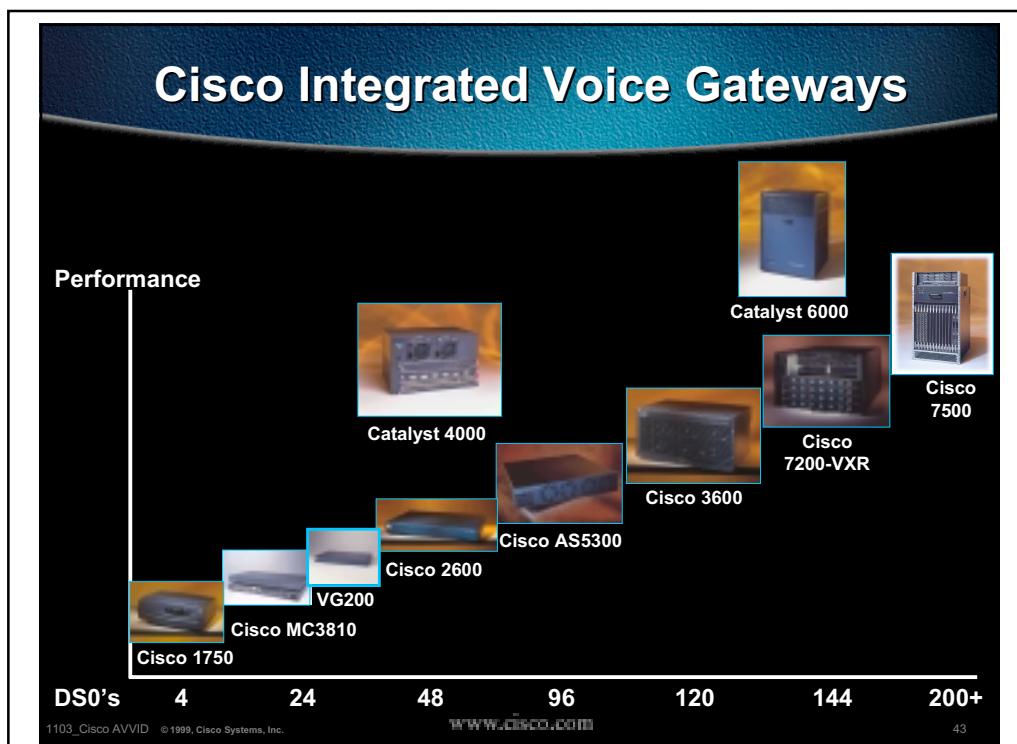 Cisco Integrated Voice Gateways
Performance
Catalyst 6000
Cisco
7500
Catalyst 4000
Cisco
7200-VXR
Cisco 3600
Cisco AS5300
Cisco 2600
VG200
Cisco MC3810
Cisco 1750
DS0's 4 24 48 96 120 144 200+
1103_Cisco AVVID © 1999, Cisco Systems, Inc. www.cisco.com 43